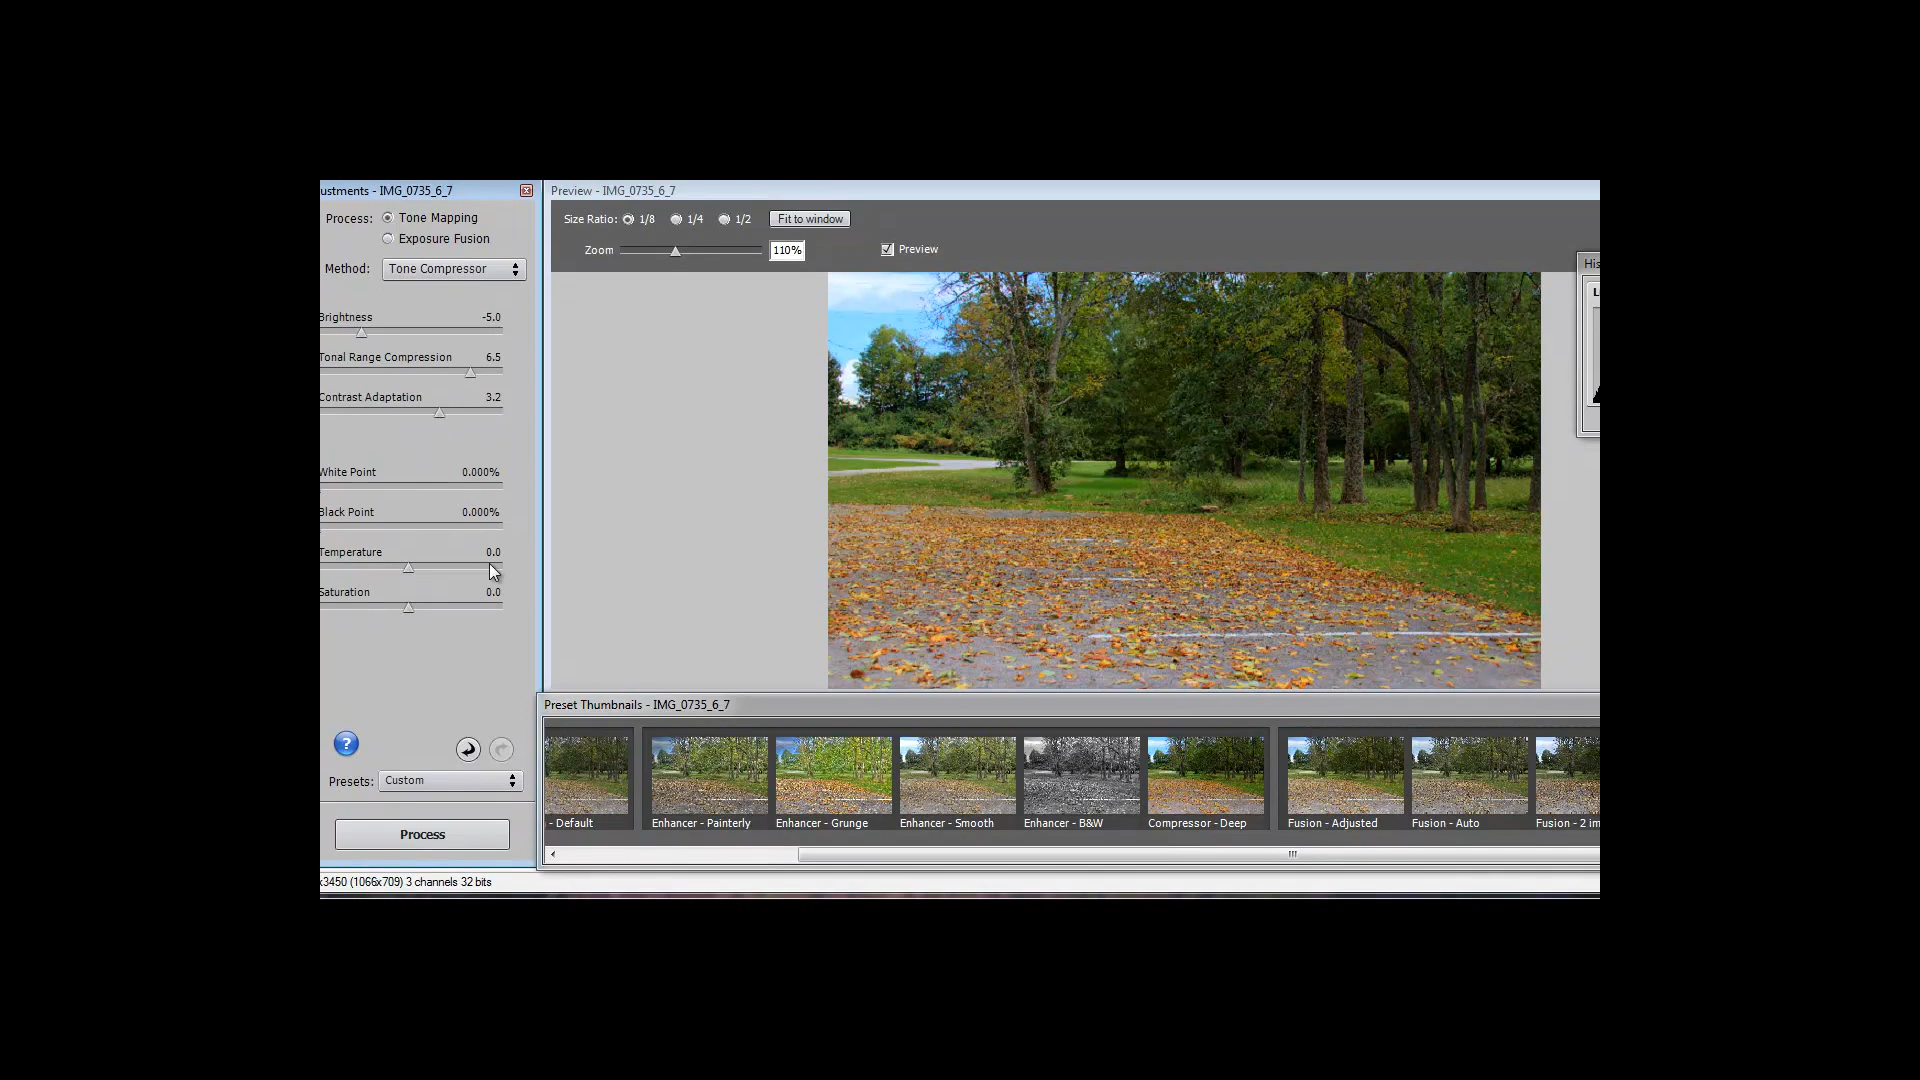 ustments - IMG_0735_6_7
Process: Tone Mapping
Exposure Fusion
Method: Tone Compressor
Brightness -5.0
Tonal Range Compression 6.5
Contrast Adaptation 3.2
White Point 0.000%
Black Point 0.000%
Temperature 0.0
Saturation 0.0
?
Presets: Custom
Process
x3450 (1066x709) 3 channels 32 bits
Preview - IMG_0735_6_7
Size Ratio: 1/8 1/4 1/2 Fit to window
Zoom 110% Preview
His
L
Preset Thumbnails - IMG_0735_6_7
- Default Enhancer - Painterly Enhancer - Grunge Enhancer - Smooth Enhancer - B&W Compressor - Deep Fusion - Adjusted Fusion - Auto Fusion - 2 im